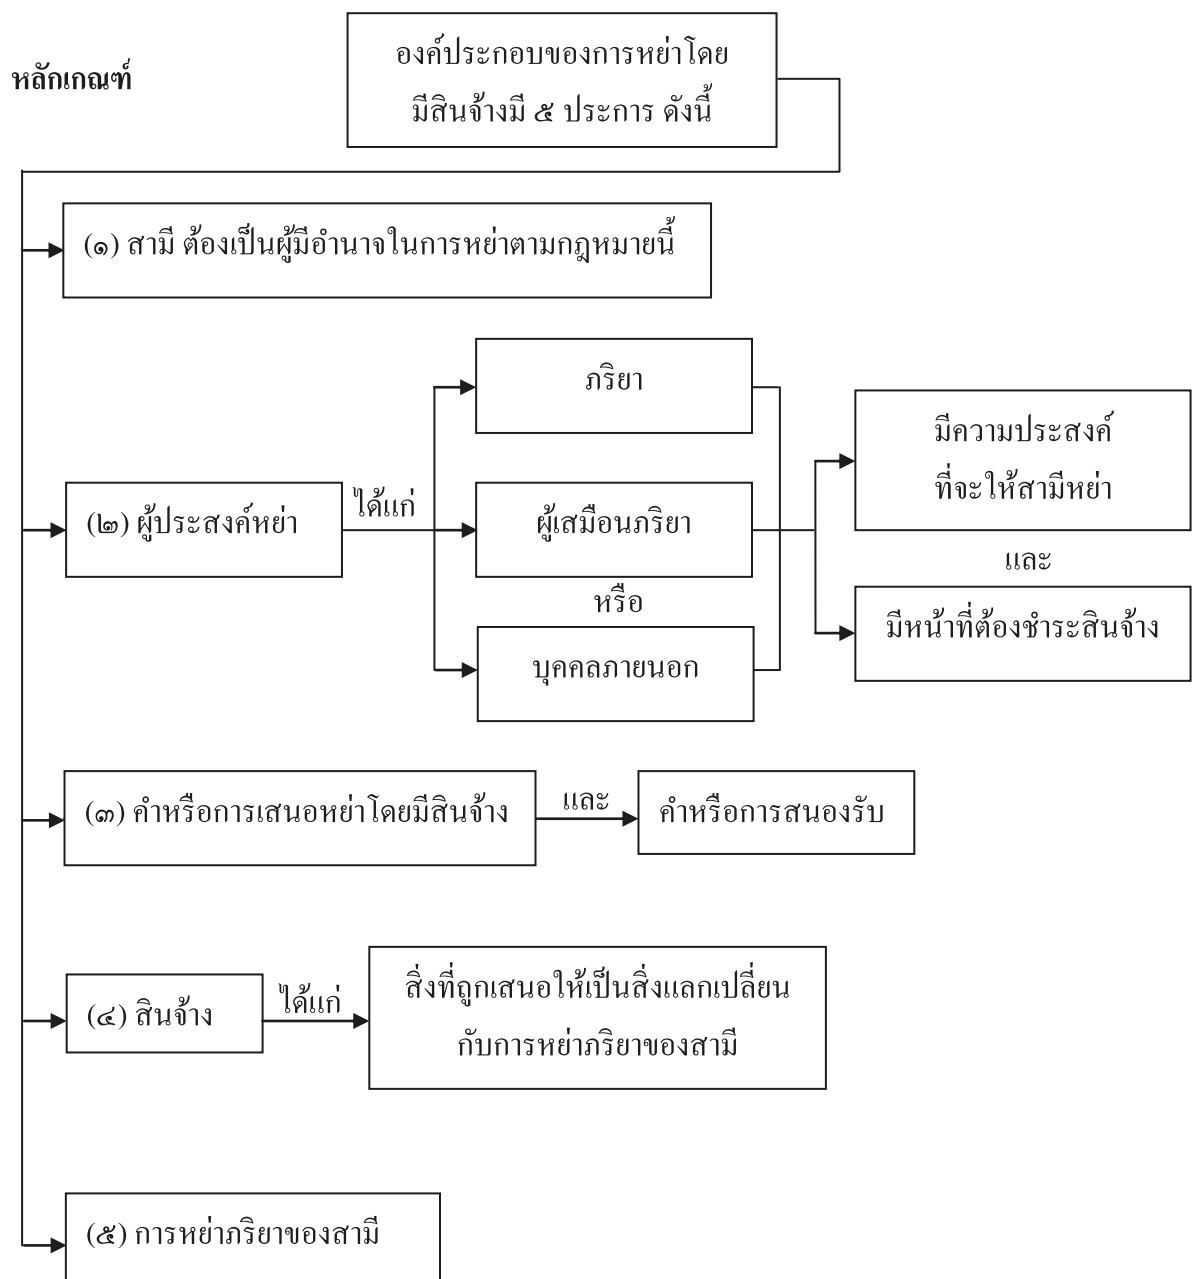 หลักเกณฑ์
องค์ประกอบของการหย่าโดย
มีสินจ้างมี ๕ ประการ ดังนี้
(๑) สามี ต้องเป็นผู้มีอำนาจในการหย่าตามกฎหมายนี้
(๒) ผู้ประสงค์หย่า
ได้แก่
ภริยา
ผู้เสมือนภริยา
หรือ
บุคคลภายนอก
มีความประสงค์
ที่จะให้สามีหย่า
และ
มีหน้าที่ต้องชำระสินจ้าง
(๓) คำหรือการเสนอหย่าโดยมีสินจ้าง
และ
คำหรือการสนองรับ
(๔) สินจ้าง
ได้แก่
สิ่งที่ถูกเสนอให้เป็นสิ่งแลกเปลี่ยน
กับการหย่าภริยาของสามี
(๕) การหย่าภริยาของสามี